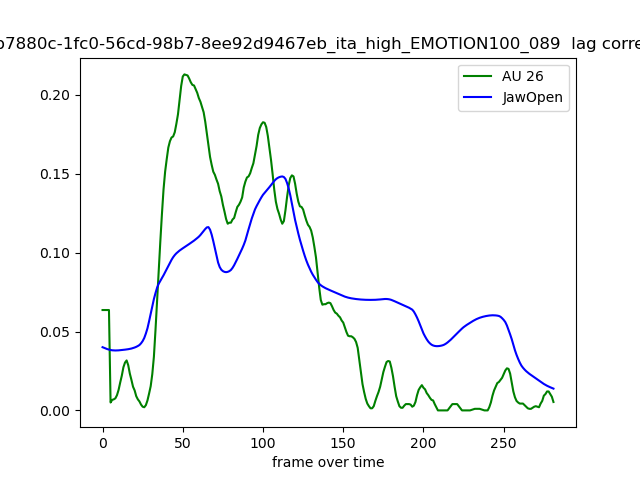 b7880c-1fc0-56cd-98b7-8ee92d9467eb_ita_high_EMOTION100_089 lag corre
AU 26
JawOpen
0.20
0.15
0.10
0.05
0.00
0 50 100 150 200 250
frame over time